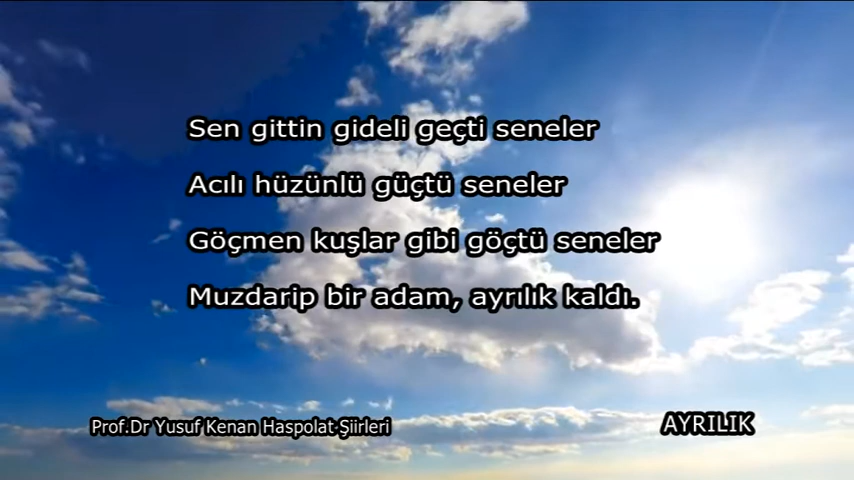 Sen gittin gideli geçti seneler
Acılı hüzünlü güçtü seneler
Göçmen kuşlar gibi göçtü seneler
Muzdarip bir adam, ayrılık kaldı.
Prof.Dr Yusuf Kenan Haspolat Şiirleri
AYRILIK